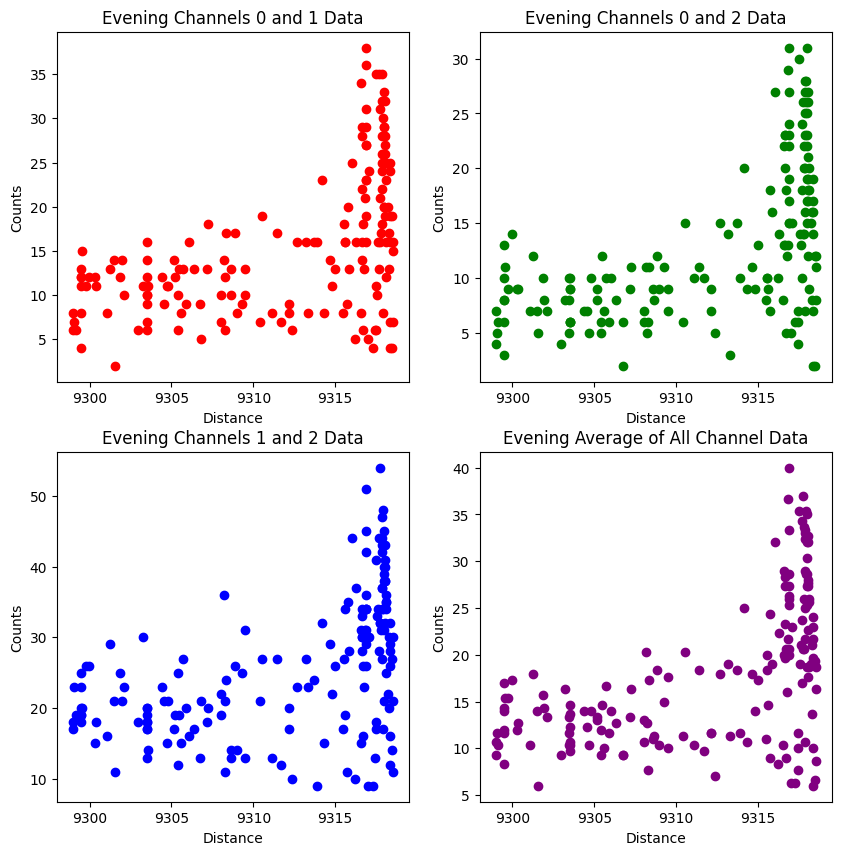 Evening Channels 0 and 1 Data
Counts
35
30
25
20
15
10
5
9300 9305 9310 9315
Distance
Evening Channels 0 and 2 Data
Counts
30
25
20
15
10
5
9300 9305 9310 9315
Distance
Evening Channels 1 and 2 Data
Counts
50
40
30
20
10
9300 9305 9310 9315
Distance
Evening Average of All Channel Data
Counts
40
35
30
25
20
15
10
5
9300 9305 9310 9315
Distance